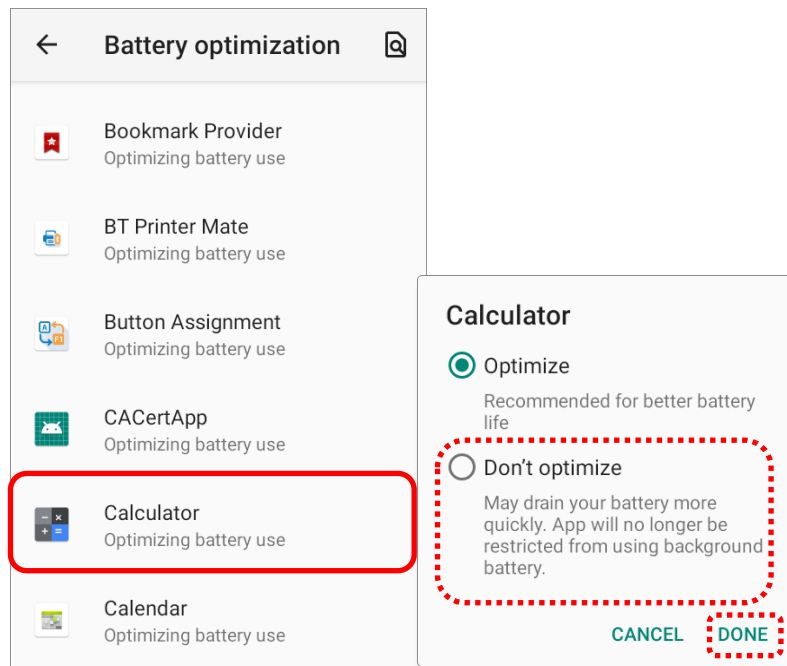 Battery optimization
Bookmark Provider
Optimizing battery use
BT Printer Mate
Optimizing battery use
Button Assignment
Optimizing battery use
CACertApp
Optimizing battery use
Calculator
Optimizing battery use
Calendar
Optimizing battery use
Calculator
Optimize
Recommended for better battery
life
Don't optimize
May drain your battery more
quickly. App will no longer be
restricted from using background
battery.
CANCEL DONE